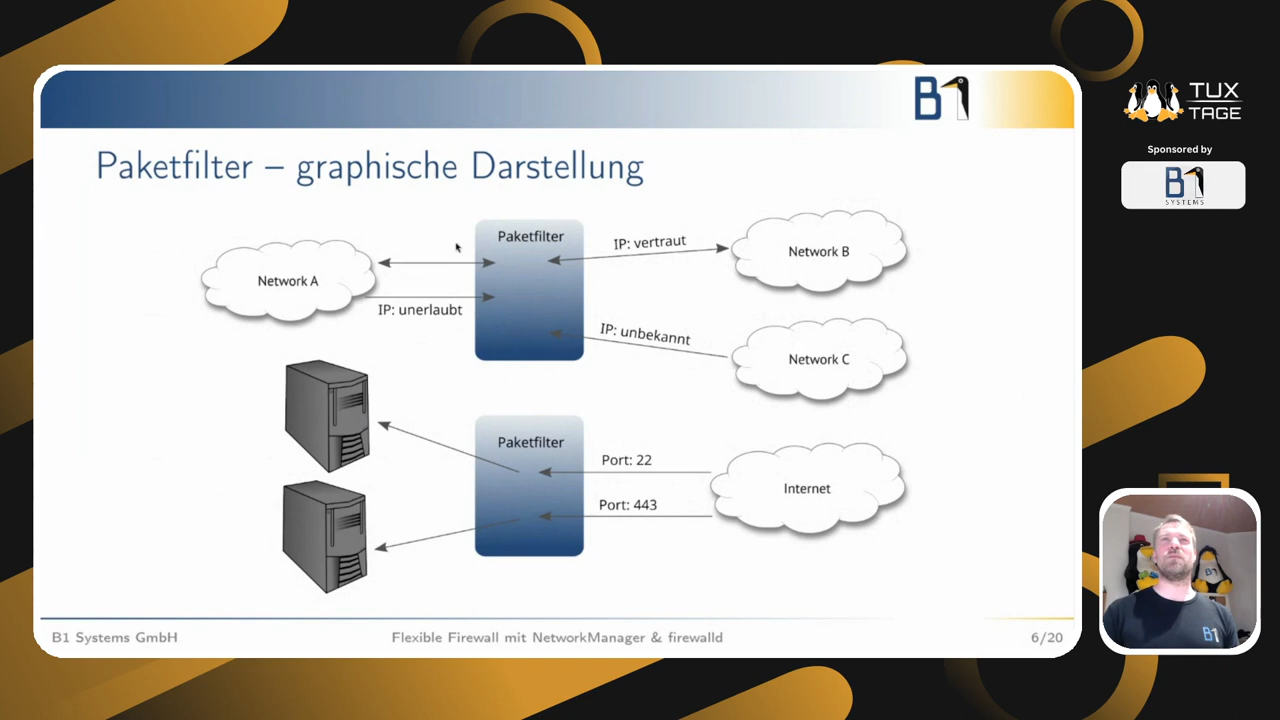 B1
TUX
TAGE
Sponsored by
B1
SYSTEMS
Paketfilter – graphische Darstellung
Network A
Paketfilter
IP: vertraut
Network B
IP: unerlaubt
IP: unbekannt
Network C
Paketfilter
Port: 22
Port: 443
Internet
B1
B1 Systems GmbH
Flexible Firewall mit NetworkManager & firewalld
6/20